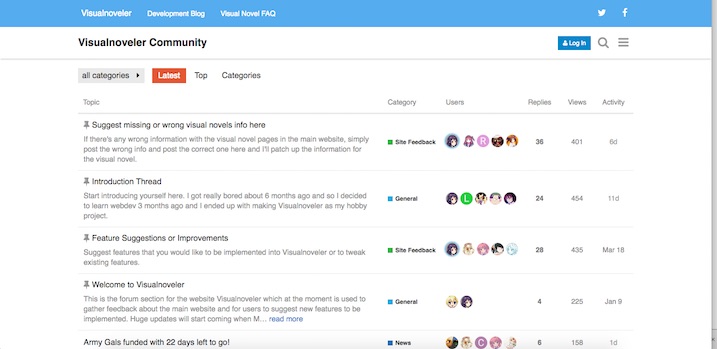 Visualnoveler Development Blog Visual Novel FAQ
Visualnoveler Community Log In
all categories Latest Top Categories
Topic Category Users Replies Views Activity
Suggest missing or wrong visual novels info here
If there's any wrong information with the visual novel pages in the main website, simply
post the wrong info and post the correct one here and I'll patch up the information for
the visual novel.
Site Feedback R 36 401 6d
Introduction Thread
Start introducing yourself here. I got really bored about 6 months ago and so I decided
to learn webdev 3 months ago and I ended up with making Visualnoveler as my hobby
project.
General L 24 454 11d
Feature Suggestions or Improvements
Suggest features that you would like to be implemented into Visualnoveler or to tweak
existing features.
Site Feedback 28 435 Mar 18
Welcome to Visualnoveler
This is the forum section for the website Visualnoveler which at the moment is used to
gather feedback about the main website and for users to suggest new features to be
implemented. Huge updates will start coming when M… read more
General 4 225 Jan 9
Army Gals funded with 22 days left to go! News C 6 158 1d